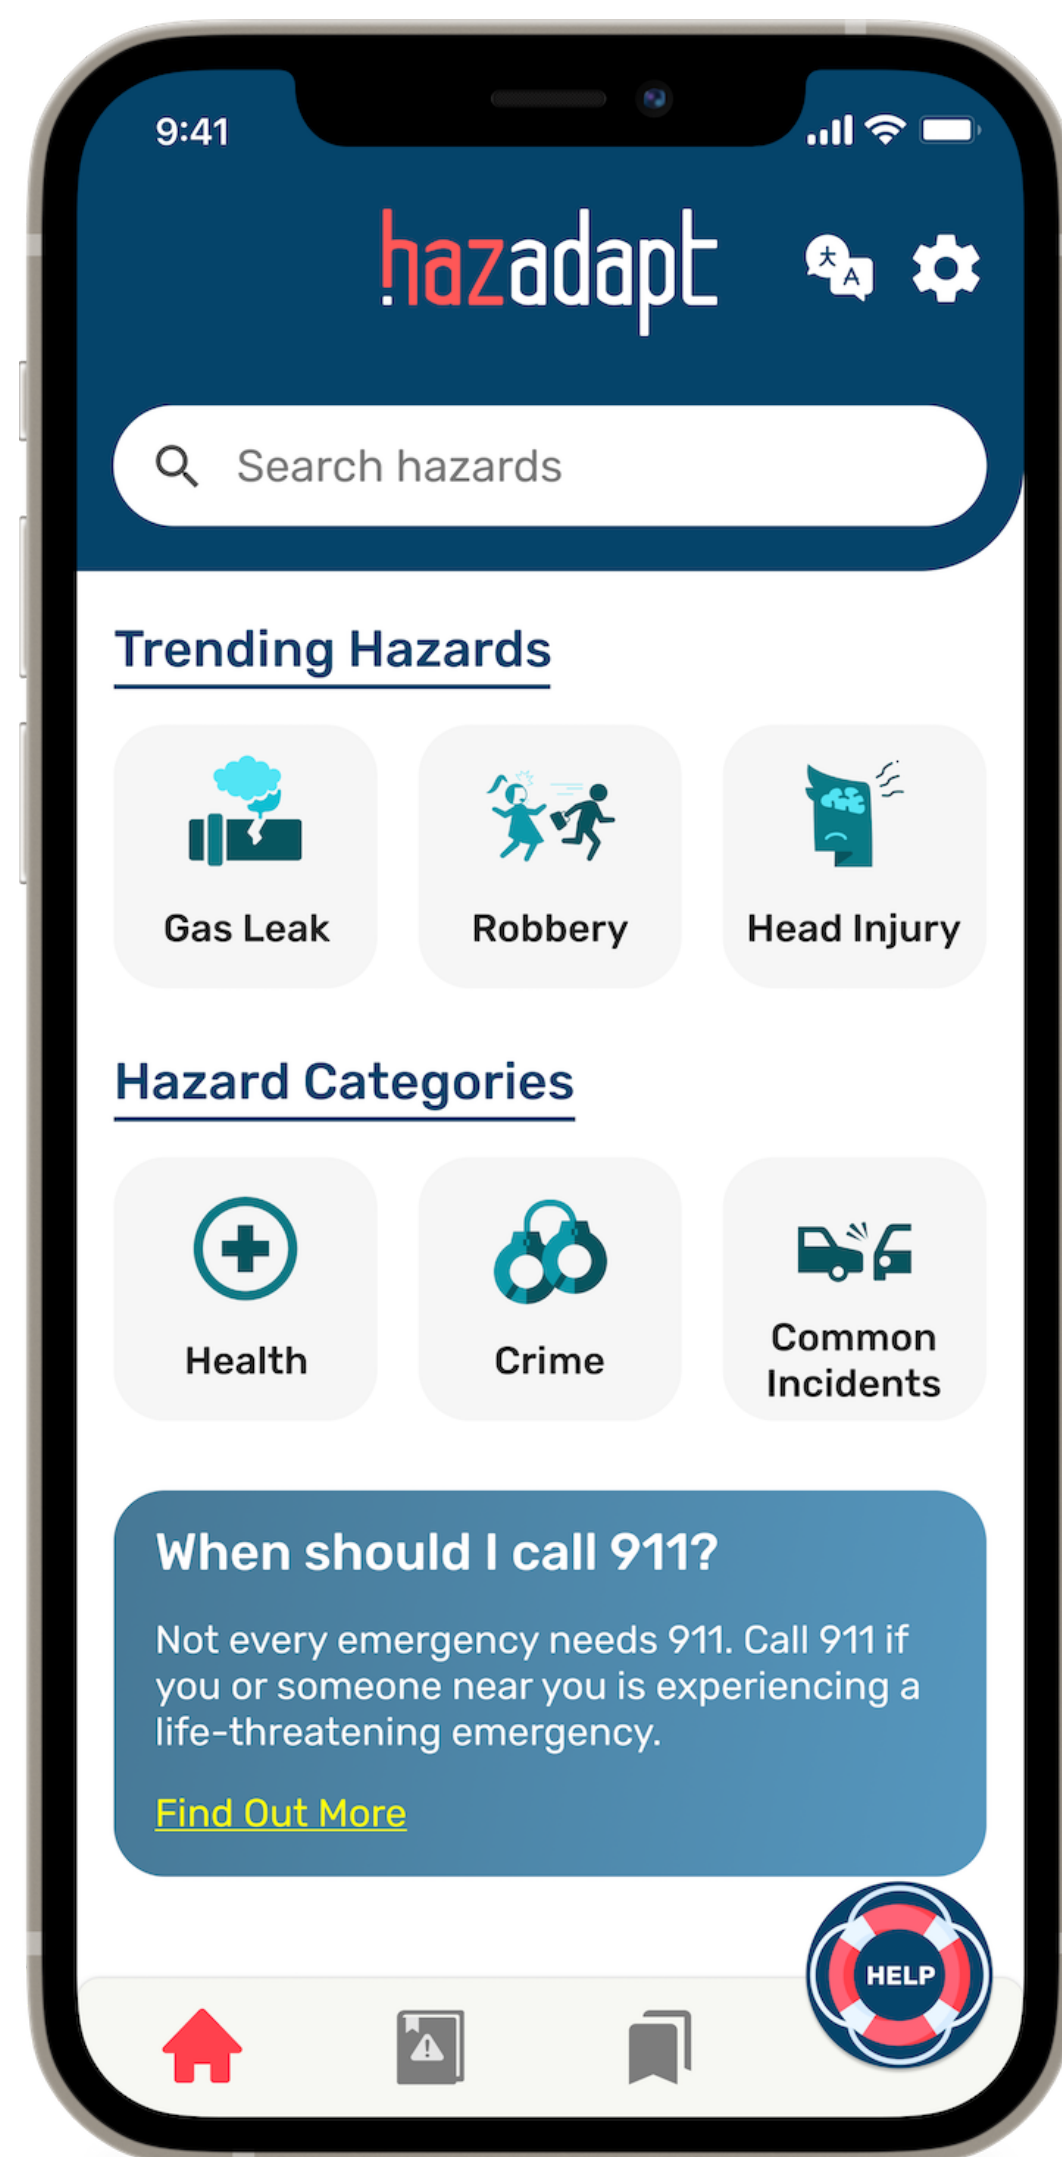 9:41
hazadapt
大
A
Search hazards
Trending Hazards
Gas Leak
Robbery
Head Injury
Hazard Categories
Health
Crime
Common
Incidents
When should I call 911?
Not every emergency needs 911. Call 911 if
you or someone near you is experiencing a
life-threatening emergency.
Find Out More
HELP